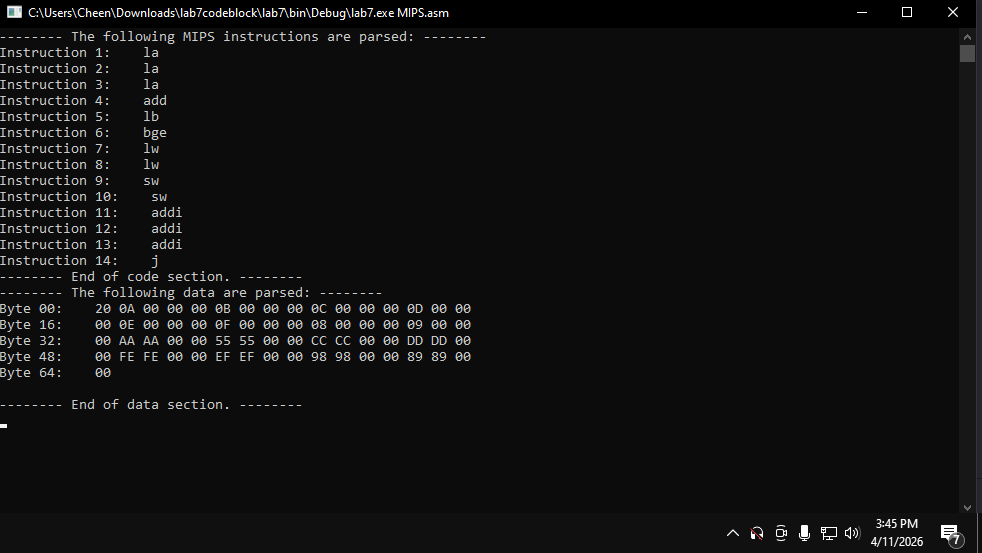 C:\Users\Cheen\Downloads\lab7codeblock\lab7\bin\Debug\lab7.exe MIPS.asm
-------- The following MIPS instructions are parsed: --------
Instruction 1:    la
Instruction 2:    la
Instruction 3:    la
Instruction 4:    add
Instruction 5:    lb
Instruction 6:    bge
Instruction 7:    lw
Instruction 8:    lw
Instruction 9:    sw
Instruction 10:    sw
Instruction 11:    addi
Instruction 12:    addi
Instruction 13:    addi
Instruction 14:    j
-------- End of code section. --------
-------- The following data are parsed: --------
Byte 00:    20 0A 00 00 00 0B 00 00 00 0C 00 00 00 0D 00 00
Byte 16:    00 0E 00 00 00 0F 00 00 00 08 00 00 00 09 00 00
Byte 32:    00 AA AA 00 00 55 55 00 00 CC CC 00 00 DD DD 00
Byte 48:    00 FE FE 00 00 EF EF 00 00 98 98 00 00 89 89 00
Byte 64:    00
-------- End of data section. --------
3:45 PM
4/11/2026
7